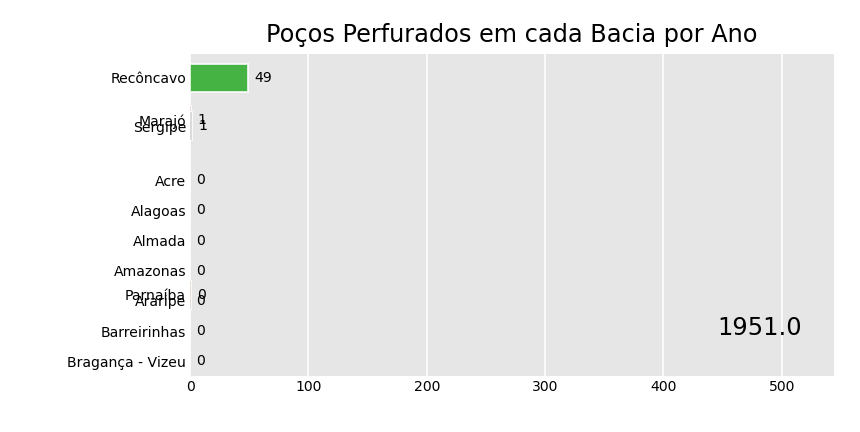 Poços Perfurados em cada Bacia por Ano
Recôncavo 49
Marajó 1
Sergipe 1
Acre 0
Alagoas 0
Almada 0
Amazonas 0
Parnaíba 0
Araripe 0
Barreirinhas 0
1951.0
Bragança - Vizeu 0
0 100 200 300 400 500